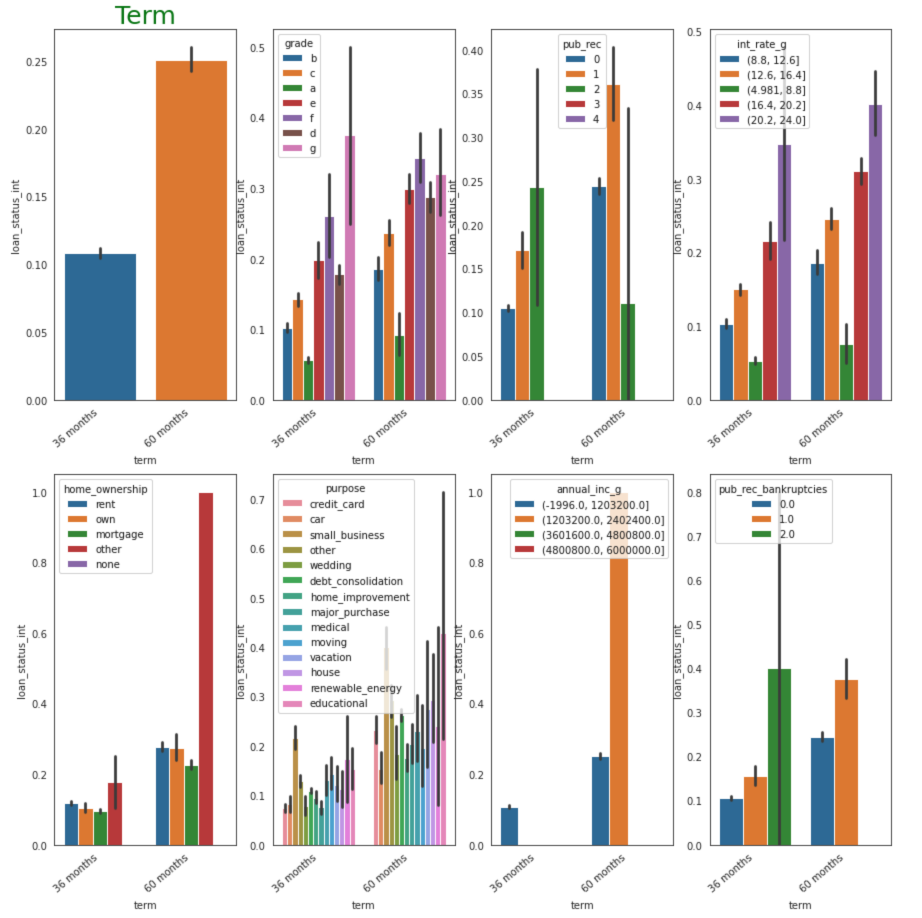 Term
0.25
0.20
0.15
0.10
0.05
0.00
loan_status_int
36 months
60 months
term
grade
b
c
a
e
f
d
g
0.5
0.4
0.3
0.2
0.1
0.0
loan_status_int
36 months
60 months
term
pub_rec
0
1
2
3
4
0.40
0.35
0.30
0.25
0.20
0.15
0.10
0.05
0.00
loan_status_int
36 months
60 months
term
int_rate_g
(8.8, 12.6]
(12.6, 16.4]
(4.981, 8.8]
(16.4, 20.2]
(20.2, 24.0]
0.5
0.4
0.3
0.2
0.1
0.0
loan_status_int
36 months
60 months
term
home_ownership
rent
own
mortgage
other
none
1.0
0.8
0.6
0.4
0.2
0.0
loan_status_int
36 months
60 months
term
purpose
credit_card
car
small_business
other
wedding
debt_consolidation
home_improvement
major_purchase
medical
moving
vacation
house
renewable_energy
educational
0.7
0.6
0.5
0.4
0.3
0.2
0.1
0.0
loan_status_int
36 months
60 months
term
annual_inc_g
(-1996.0, 1203200.0]
(1203200.0, 2402400.0]
(3601600.0, 4800800.0]
(4800800.0, 6000000.0]
1.0
0.8
0.6
0.4
0.2
0.0
loan_status_int
36 months
60 months
term
pub_rec_bankruptcies
0.0
1.0
2.0
0.8
0.7
0.6
0.5
0.4
0.3
0.2
0.1
0.0
loan_status_int
36 months
60 months
term